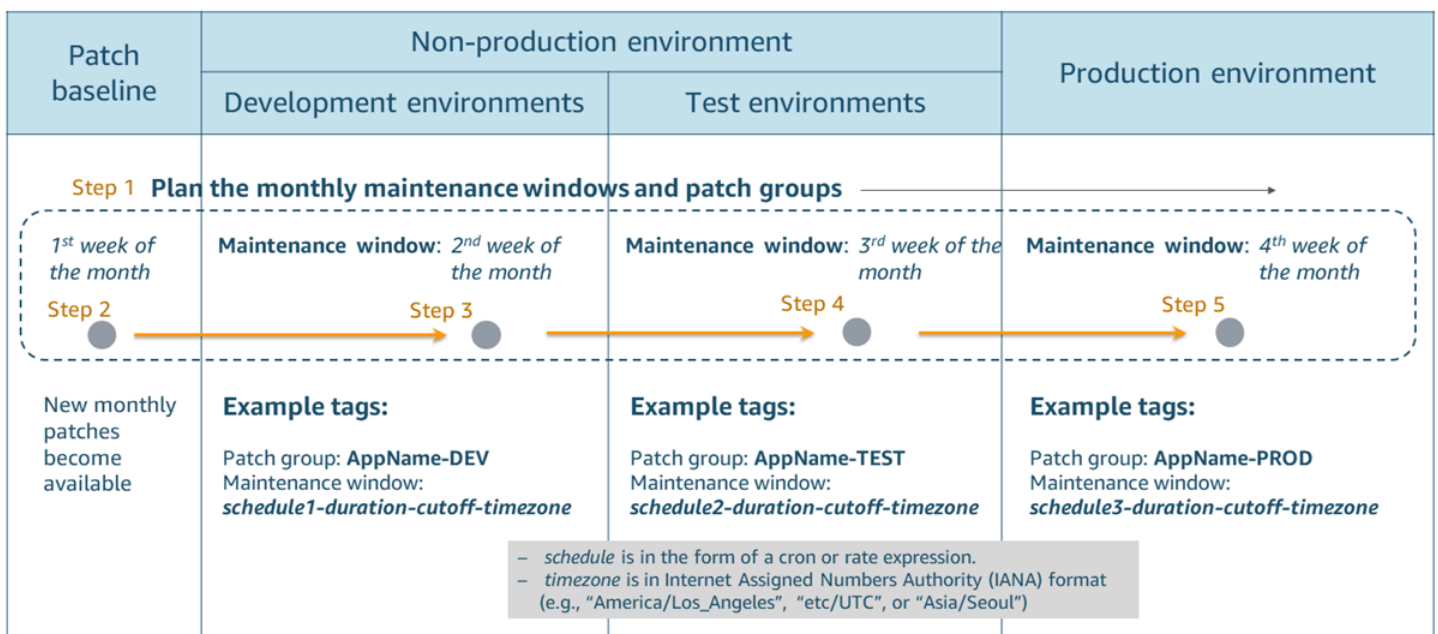 Patch
baseline
Non-production environment
Development environments
Test environments
Production environment
Step 1 Plan the monthly maintenance windows and patch groups
1st week of
the month
Step 2
Maintenance window: 2nd week of
the month
Step 3
Maintenance window: 3rd week of the
month
Step 4
Maintenance window: 4th week of
the month
Step 5
New monthly
patches
become
available
Example tags:
Patch group: AppName-DEV
Maintenance window:
schedule1-duration-cutoff-timezone
Example tags:
Patch group: AppName-TEST
Maintenance window:
schedule2-duration-cutoff-timezone
Example tags:
Patch group: AppName-PROD
Maintenance window:
schedule3-duration-cutoff-timezone
– schedule is in the form of a cron or rate expression.
– timezone is in Internet Assigned Numbers Authority (IANA) format
(e.g., “America/Los_Angeles”, “etc/UTC”, or “Asia/Seoul”)